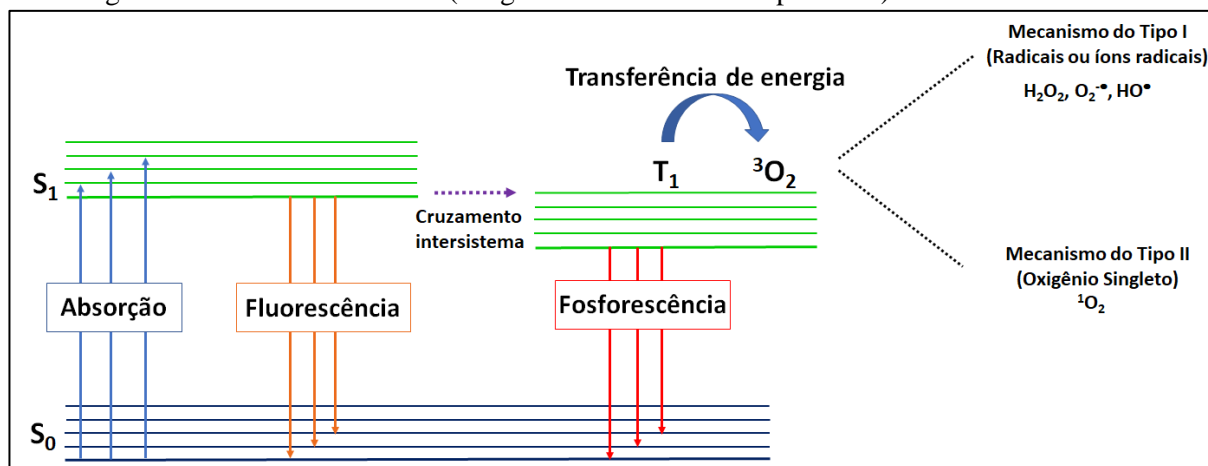 Mecanismo do Tipo I
(Radicais ou íons radicais)
H₂O₂, O₂⁻•, HO•
Transferência de energia
S₁
T₁
³O₂
Cruzamento
intersistema
Absorção
Fluorescência
Fosforescência
Mecanismo do Tipo II
(Oxigênio Singleto)
¹O₂
S₀